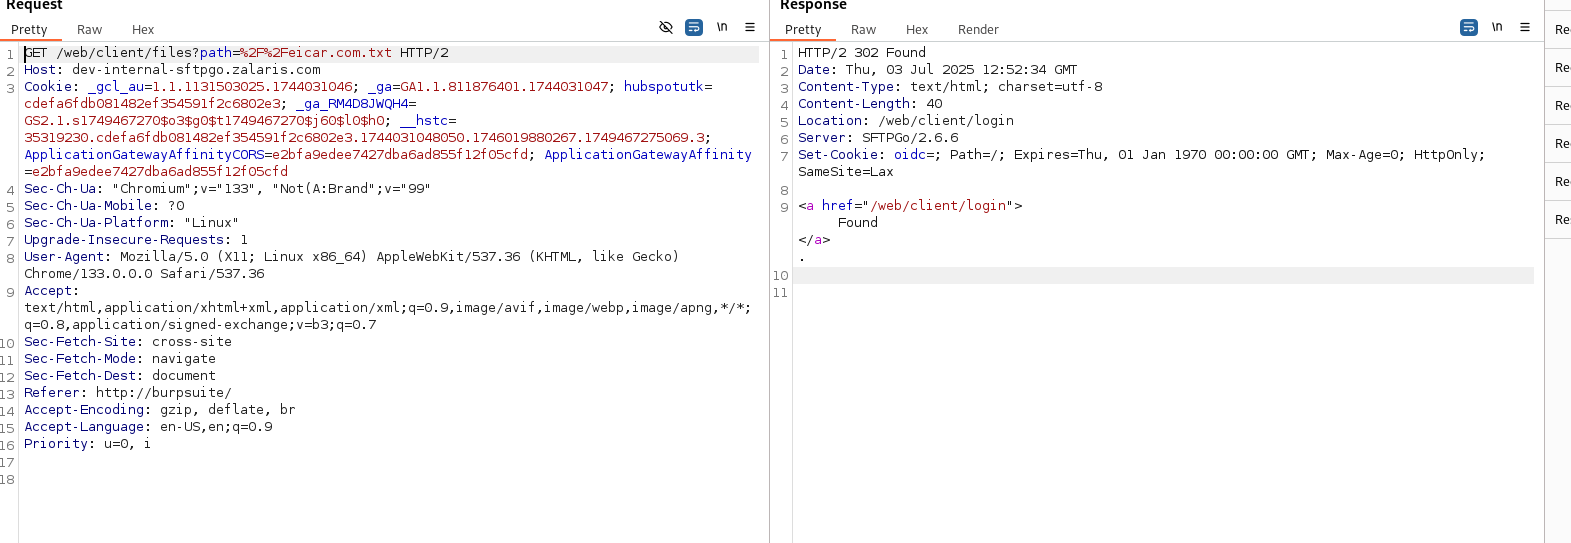 Request
Pretty Raw Hex \n
1 GET /web/client/files?path=%2F%2Feicar.com.txt HTTP/2
2 Host: dev-internal-sftpgo.zalaris.com
3 Cookie: _gcl_au=1.1.1131503025.1744031046; _ga=GA1.1.811876401.1744031047; hubspotutk=
cdefa6fdb081482ef354591f2c6802e3; _ga_RM4D8JWQH4=
GS2.1.s1749467270$o3$g0$t1749467270$j60$l0$h0; __hstc=
35319230.cdefa6fdb081482ef354591f2c6802e3.1744031048050.1746019880267.1749467275069.3;
ApplicationGatewayAffinityCORS=e2bfa9edee7427dba6ad855f12f05cfd; ApplicationGatewayAffinity
=e2bfa9edee7427dba6ad855f12f05cfd
4 Sec-Ch-Ua: "Chromium";v="133", "Not(A:Brand";v="99"
5 Sec-Ch-Ua-Mobile: ?0
6 Sec-Ch-Ua-Platform: "Linux"
7 Upgrade-Insecure-Requests: 1
8 User-Agent: Mozilla/5.0 (X11; Linux x86_64) AppleWebKit/537.36 (KHTML, like Gecko)
Chrome/133.0.0.0 Safari/537.36
9 Accept:
text/html,application/xhtml+xml,application/xml;q=0.9,image/avif,image/webp,image/apng,*/*;
q=0.8,application/signed-exchange;v=b3;q=0.7
10 Sec-Fetch-Site: cross-site
11 Sec-Fetch-Mode: navigate
12 Sec-Fetch-Dest: document
13 Referer: http://burpsuite/
14 Accept-Encoding: gzip, deflate, br
15 Accept-Language: en-US,en;q=0.9
16 Priority: u=0, i
17
18
Response
Pretty Raw Hex Render \n
1 HTTP/2 302 Found
2 Date: Thu, 03 Jul 2025 12:52:34 GMT
3 Content-Type: text/html; charset=utf-8
4 Content-Length: 40
5 Location: /web/client/login
6 Server: SFTPGo/2.6.6
7 Set-Cookie: oidc=; Path=/; Expires=Thu, 01 Jan 1970 00:00:00 GMT; Max-Age=0; HttpOnly;
SameSite=Lax
8
9 <a href="/web/client/login">
Found
</a>
.
10
11
Re
Re
Re
Re
Re
Re